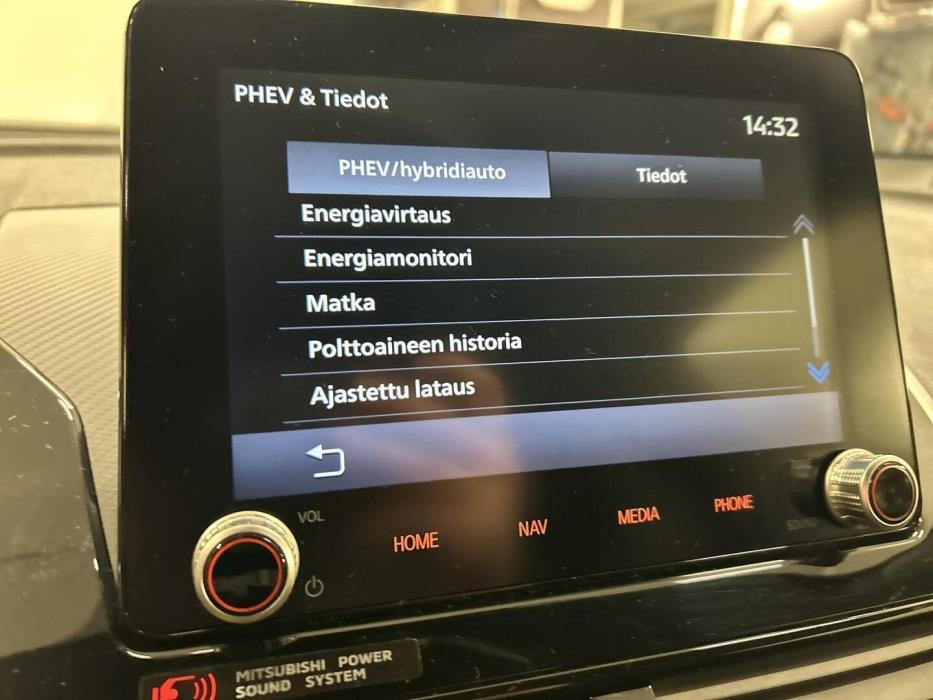 PHEV & Tiedot
14:32
PHEV/hybridiauto
Tiedot
Energiavirtaus
Energiamonitori
Matka
Polttoaineen historia
Ajastettu lataus
VOL
HOME
NAV
MEDIA
PHONE
SOUND
MITSUBISHI POWER
SOUND SYSTEM